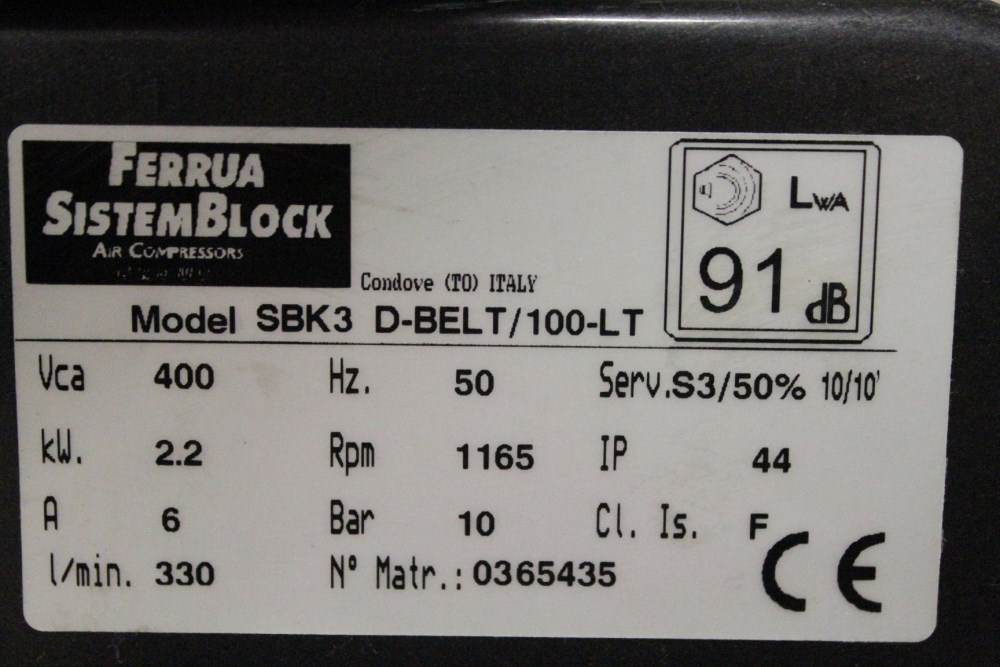 FERRUA
SISTEMBLOCK
AIR COMPRESSORS
Condove (TO) ITALY
LWA
91 dB
Model SBK3 D-BELT/100-LT
Vca 400 Hz. 50 Serv.S3/50% 10/10'
kW. 2.2 Rpm 1165 IP 44
A 6 Bar 10 Cl. Is. F
l/min. 330 N° Matr.: 0365435
CE